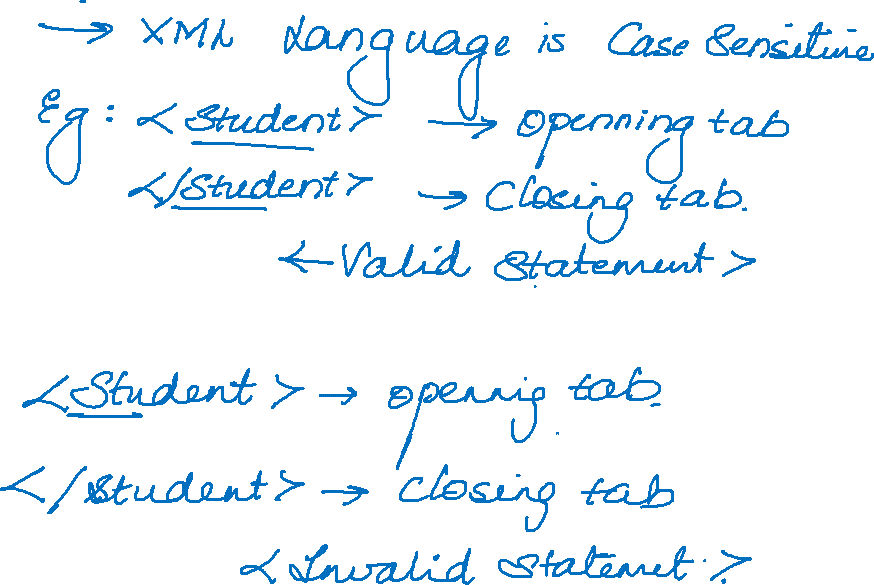 → XML Language is Case Sensitive
Eg: <Student> → Openning tab
</Student> → Closing tab.
<-Valid Statement>
<Student> → opennig tab.
</student> → Closing tab
<Invalid Statemet.>